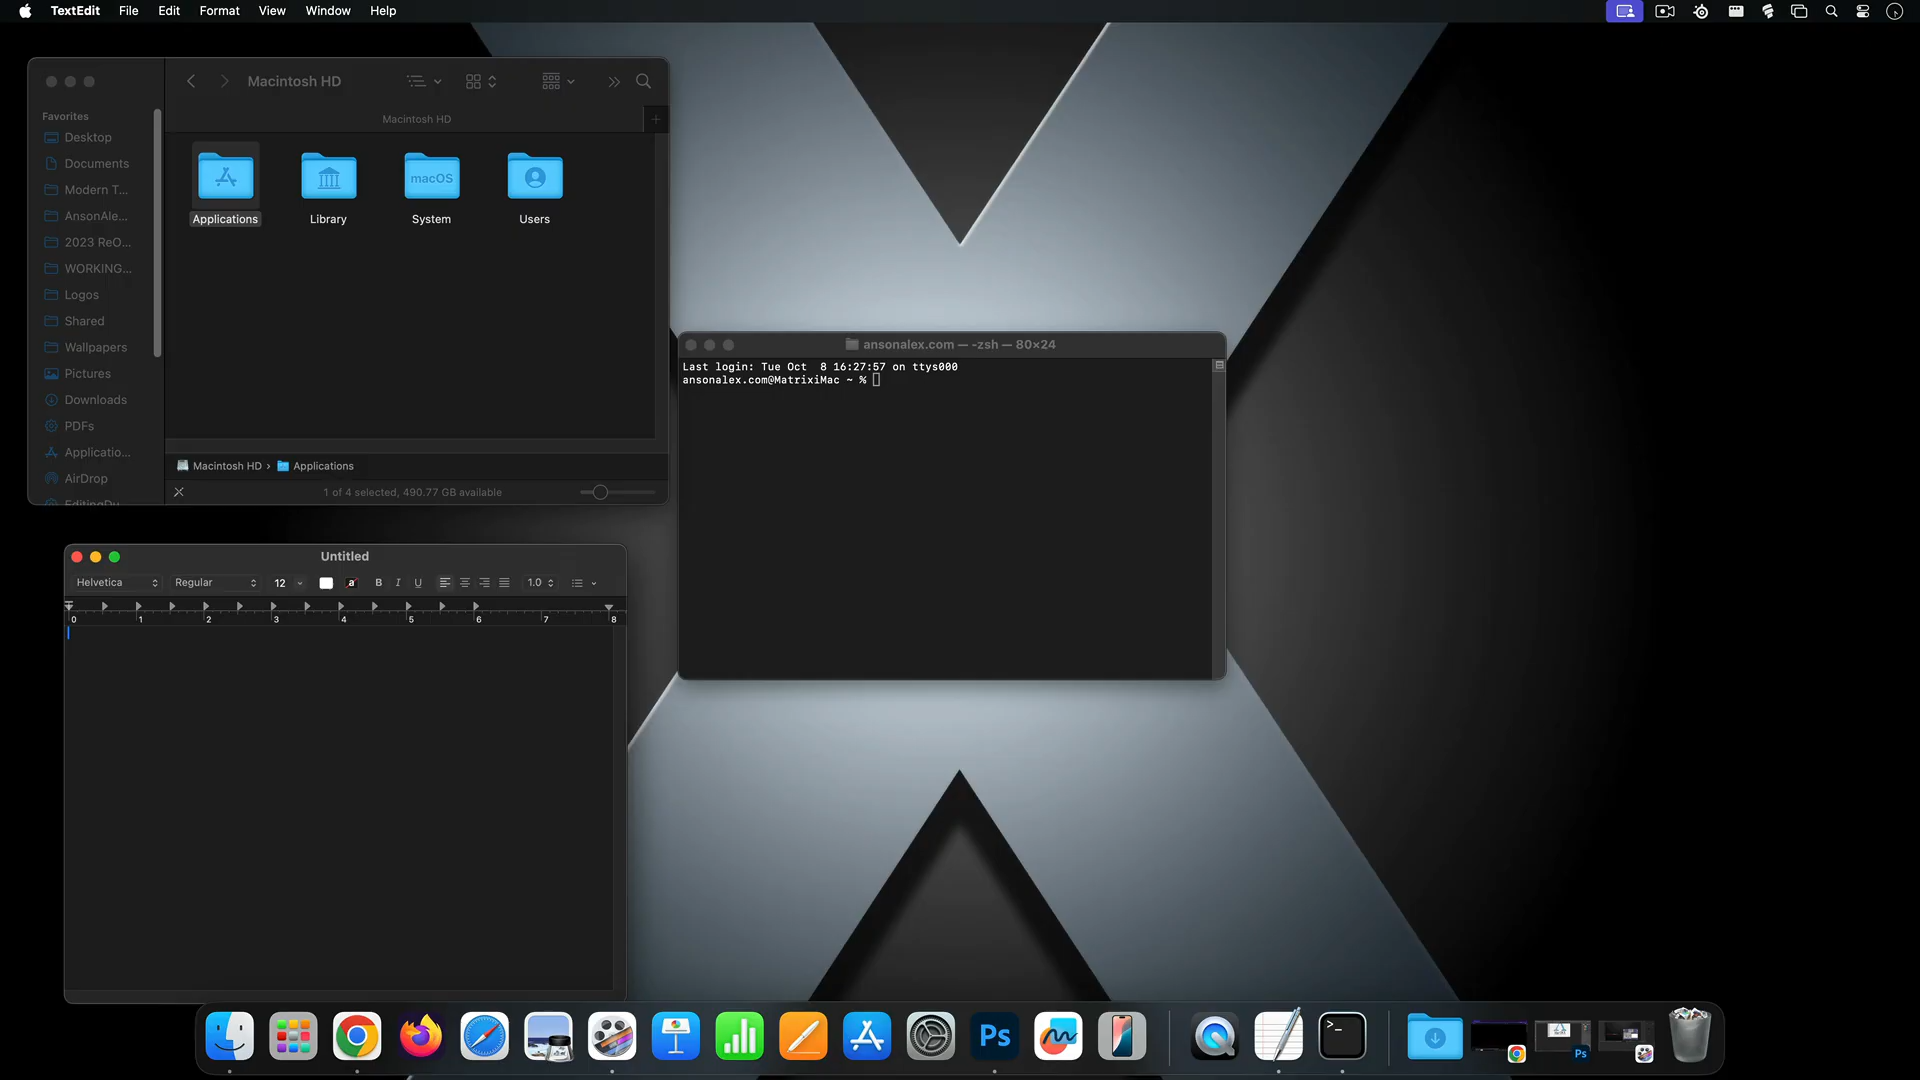 TextEdit File Edit Format View Window Help
Macintosh HD
Macintosh HD
Favorites
Desktop
Documents
Modern T...
AnsonAle...
2023 ReO...
WORKING...
Logos
Shared
Wallpapers
Pictures
Downloads
PDFs
Applicatio...
AirDrop
EditingDu...
macOS
Applications Library System Users
Macintosh HD › Applications
1 of 4 selected, 490.77 GB available
ansonalex.com — -zsh — 80×24
Last login: Tue Oct  8 16:27:57 on ttys000
ansonalex.com@MatrixiMac ~ %
Untitled
Helvetica Regular 12 a B I U 1.0
0 1 2 3 4 5 6 7 8
Ps
>_
Ps